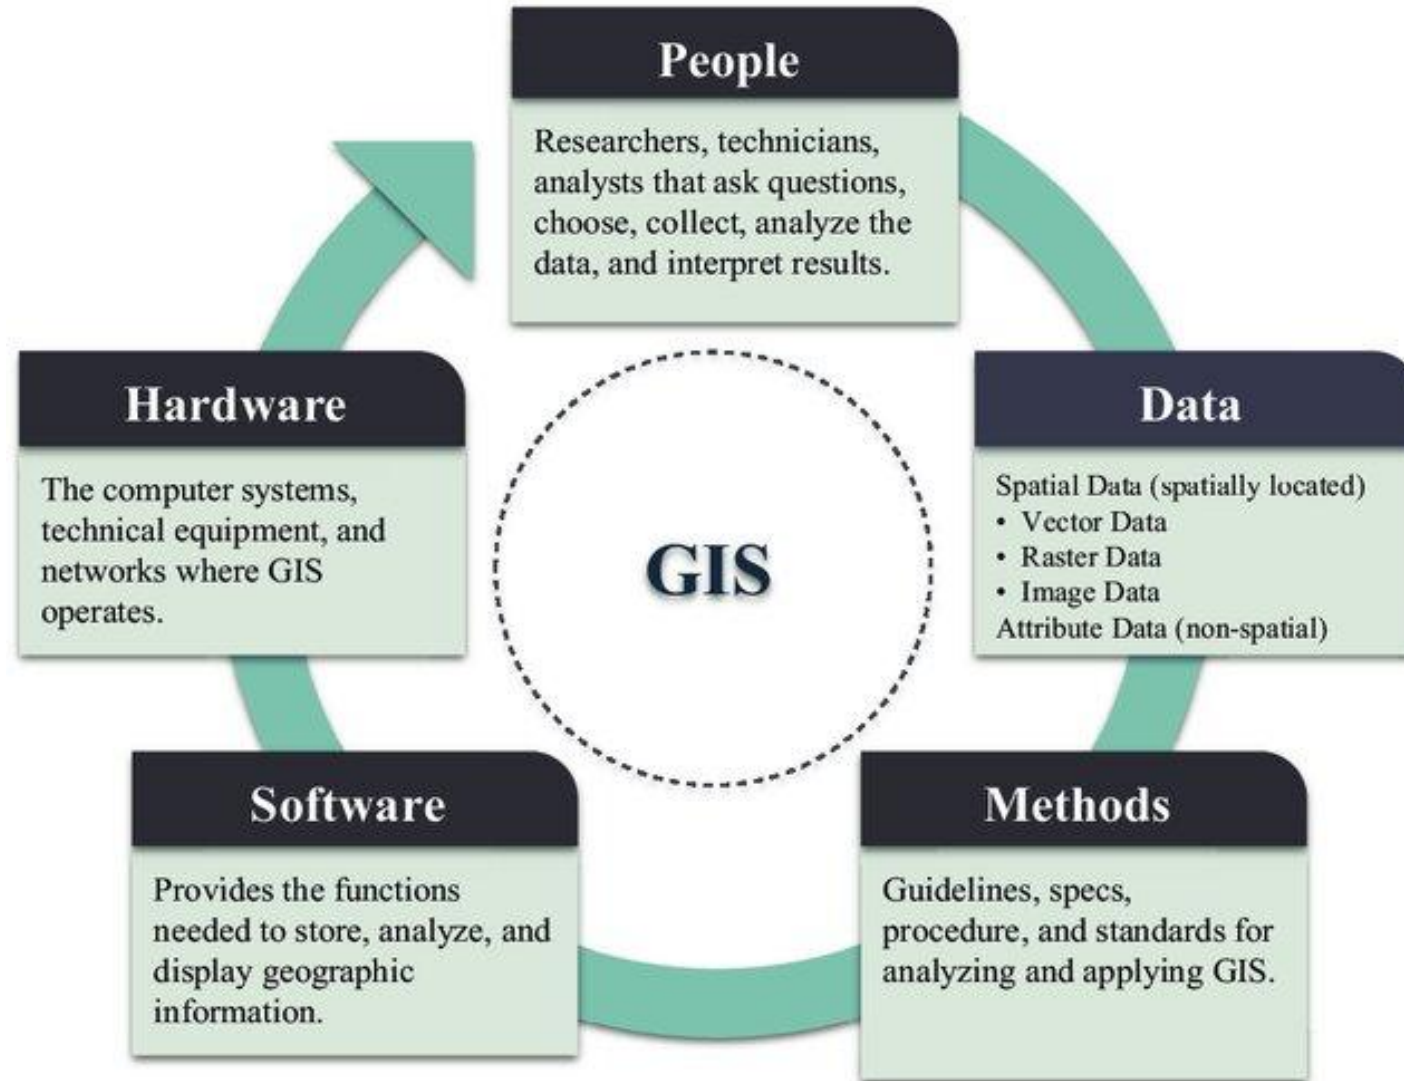 People
Researchers, technicians,
analysts that ask questions,
choose, collect, analyze the
data, and interpret results.
Data
Spatial Data (spatially located)
• Vector Data
• Raster Data
• Image Data
Attribute Data (non-spatial)
Methods
Guidelines, specs,
procedure, and standards for
analyzing and applying GIS.
Software
Provides the functions
needed to store, analyze, and
display geographic
information.
Hardware
The computer systems,
technical equipment, and
networks where GIS
operates.
GIS